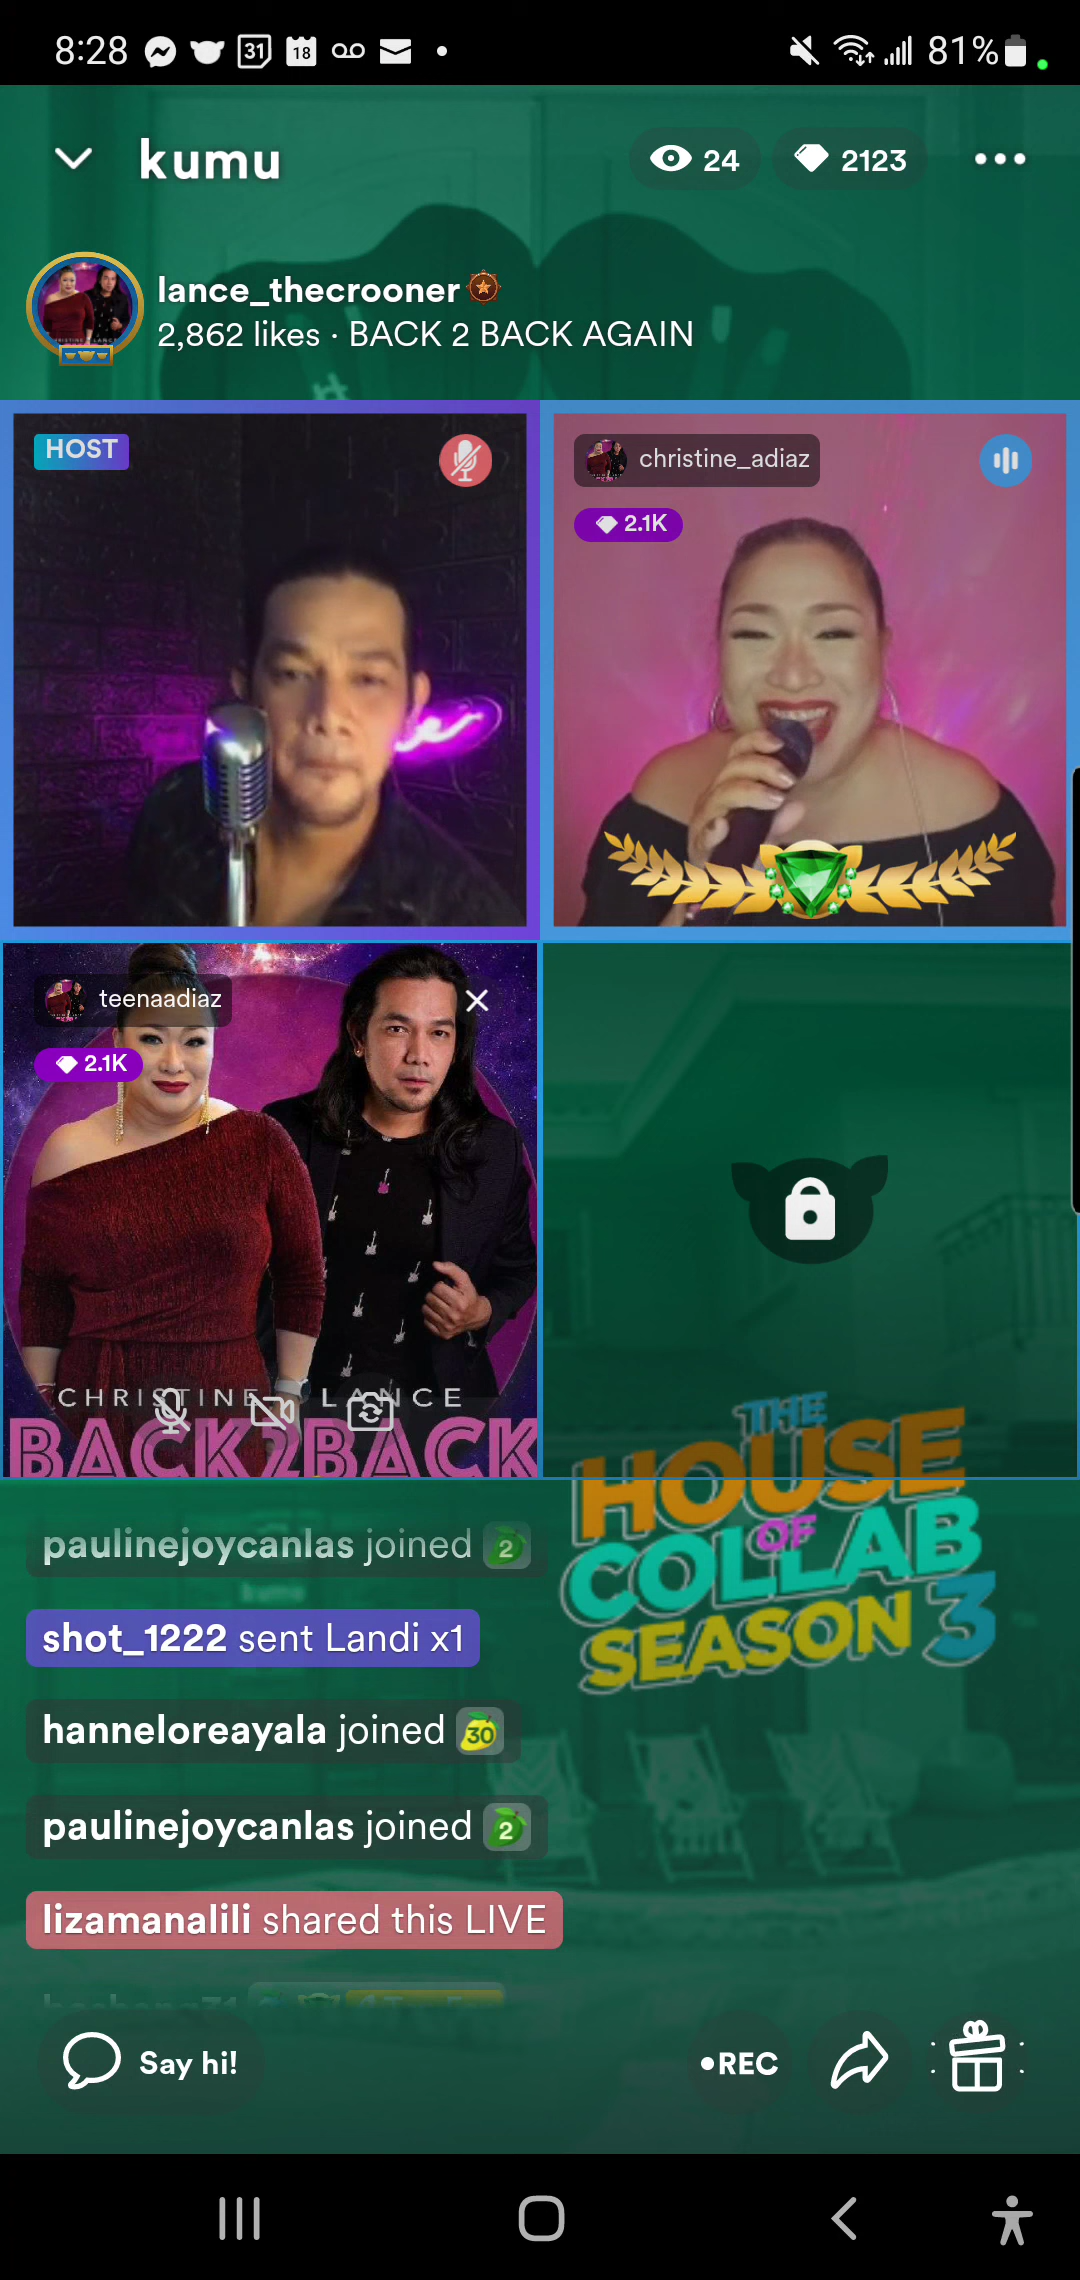 8:28
31
18
81%
kumu
24
2123
lance_thecrooner
2,862 likes · BACK 2 BACK AGAIN
HOST
christine_adiaz
2.1K
teenaadiaz
2.1K
CHRISTINE LANCE
BACK2BACK
THE
HOUSE
OF
COLLAB
SEASON 3
paulinejoycanlas joined 2
shot_1222 sent Landi x1
hanneloreayala joined 30
paulinejoycanlas joined 2
lizamanalili shared this LIVE
Say hi!
•REC